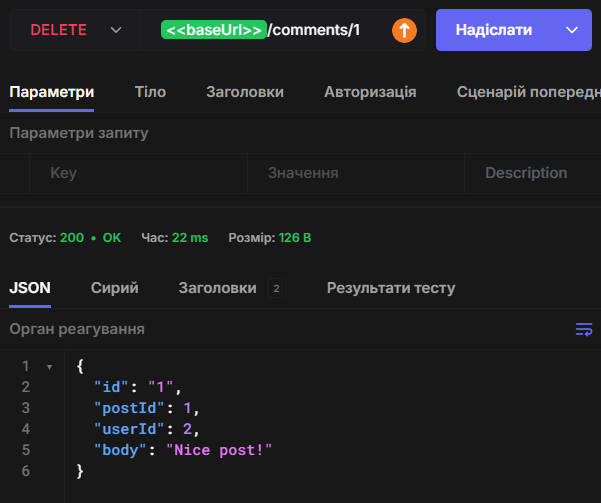 DELETE <<baseUrl>>/comments/1 Надіслати
Параметри Тіло Заголовки Авторизація Сценарій поперед
Параметри запиту
Key Значення Description
Статус: 200 • OK Час: 22 ms Розмір: 126 B
JSON Сирий Заголовки 2 Результати тесту
Орган реагування
1 {
2 "id": "1",
3 "postId": 1,
4 "userId": 2,
5 "body": "Nice post!"
6 }